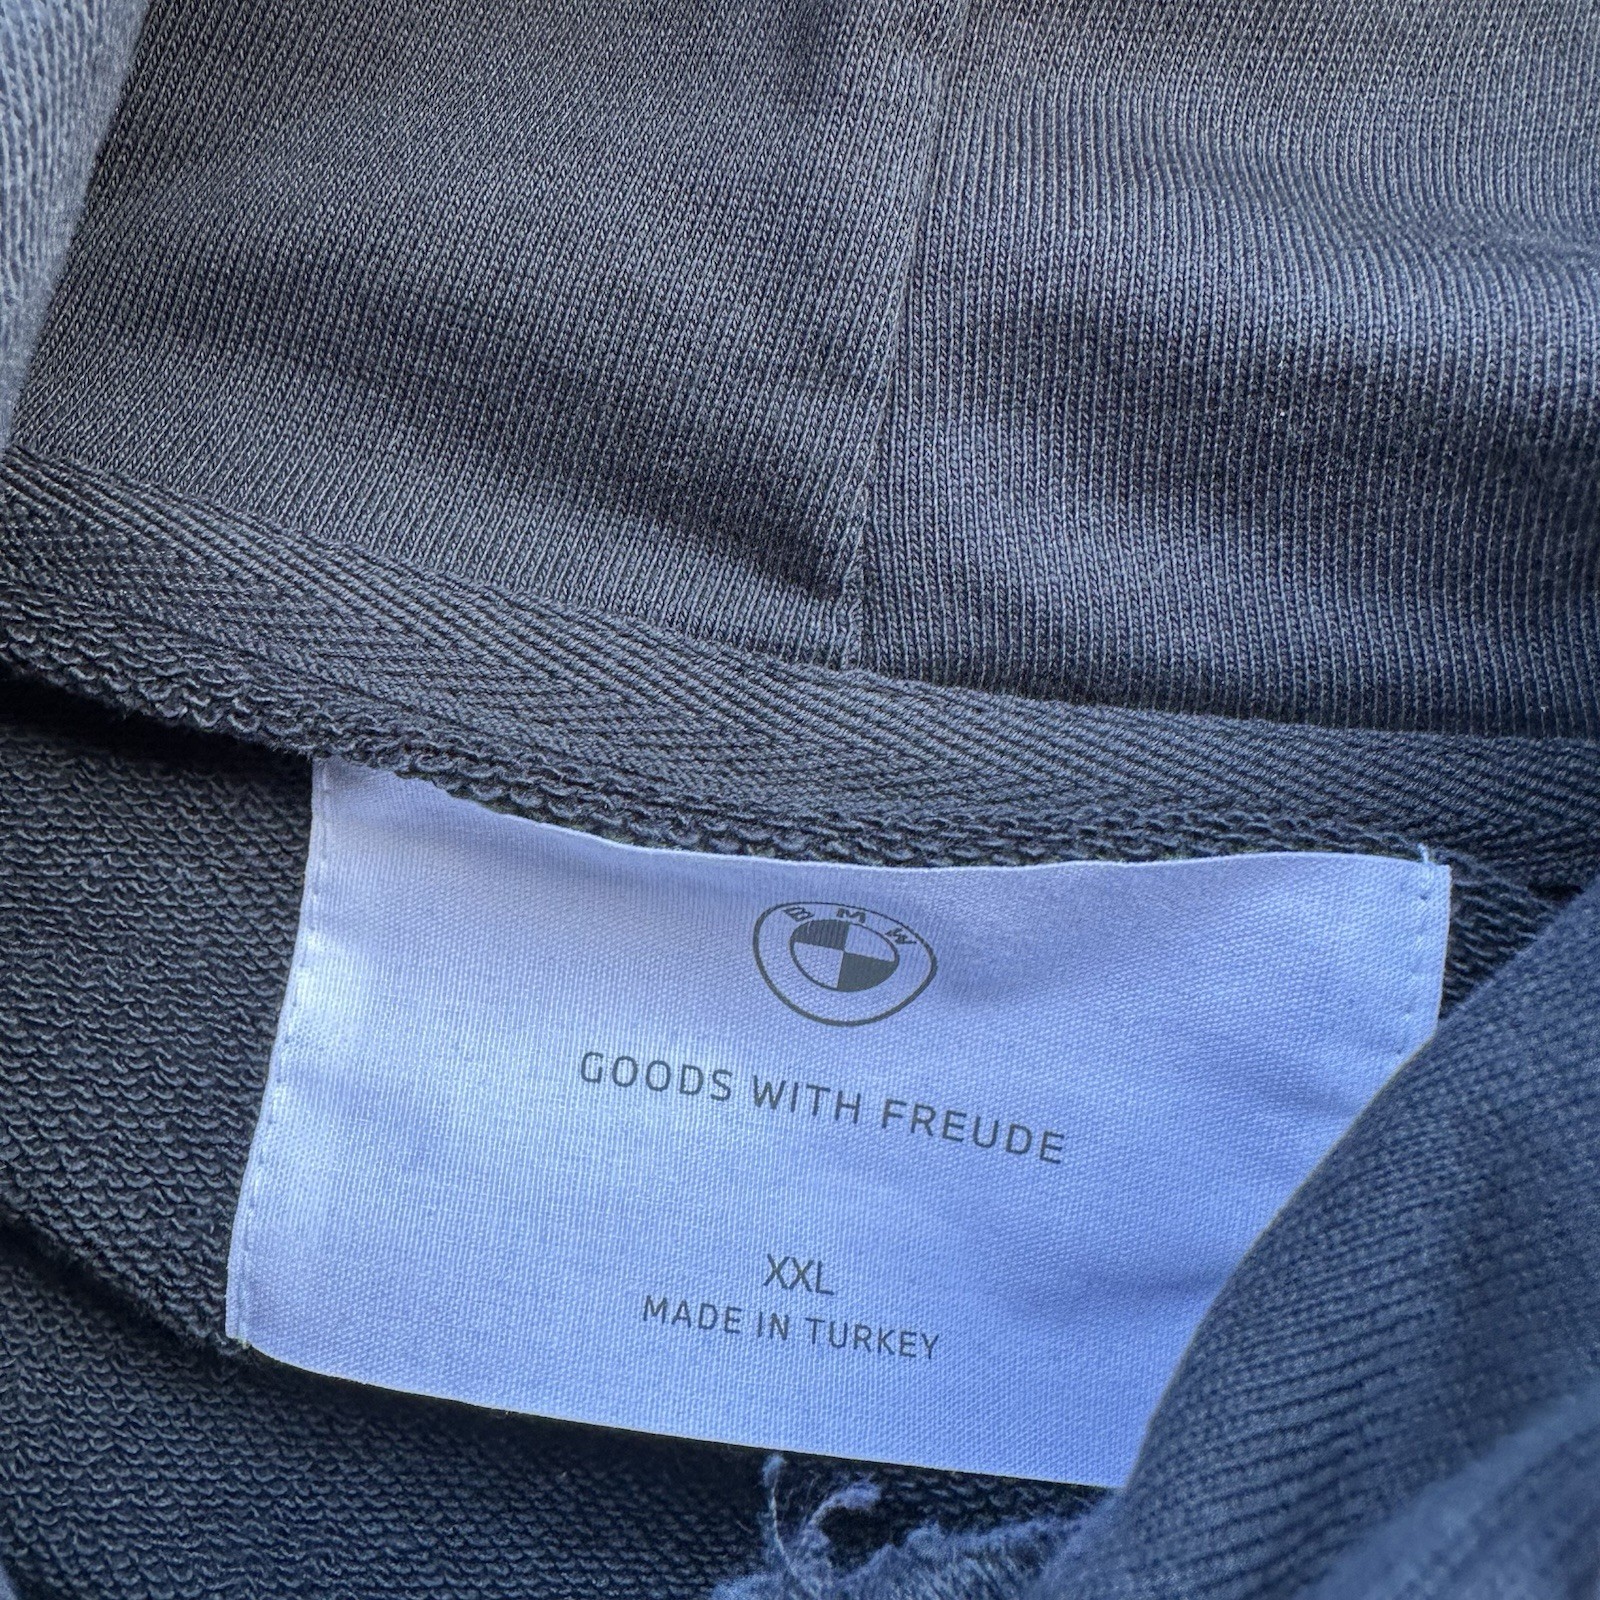 BMW
GOODS WITH FREUDE
XXL
MADE IN TURKEY